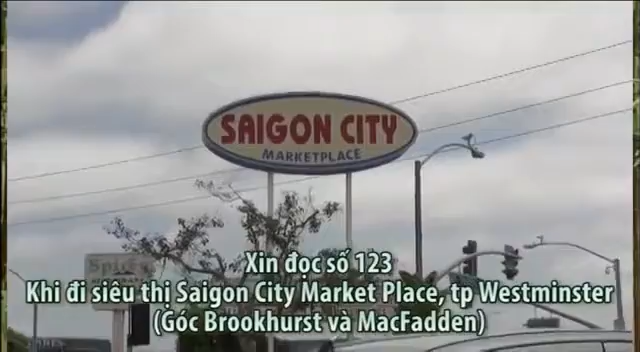 SAIGON CITY
MARKETPLACE
Xin đọc số 123
Khi đi siêu thị Saigon City Market Place, tp Westminster
(Góc Brookhurst và MacFadden)